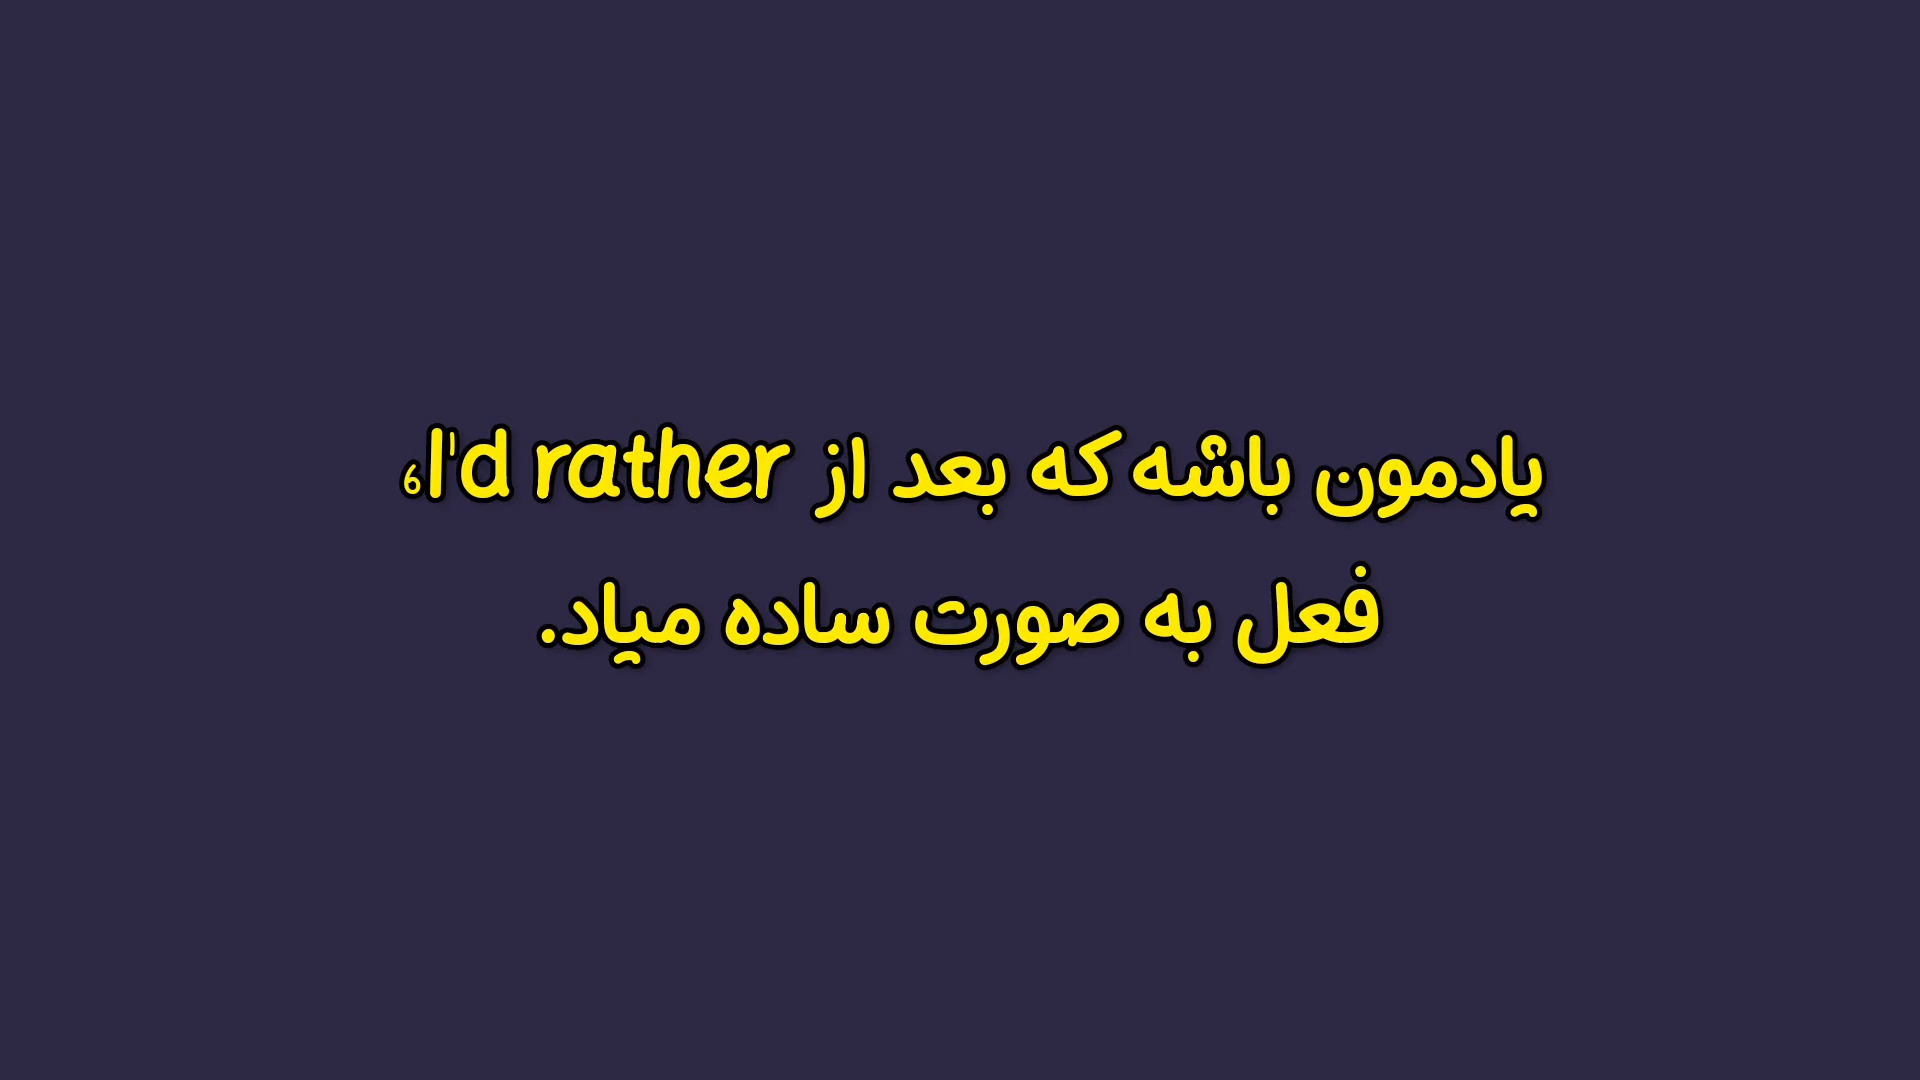 یادمون باشه که بعد از I'd rather،
فعل به صورت ساده میاد.